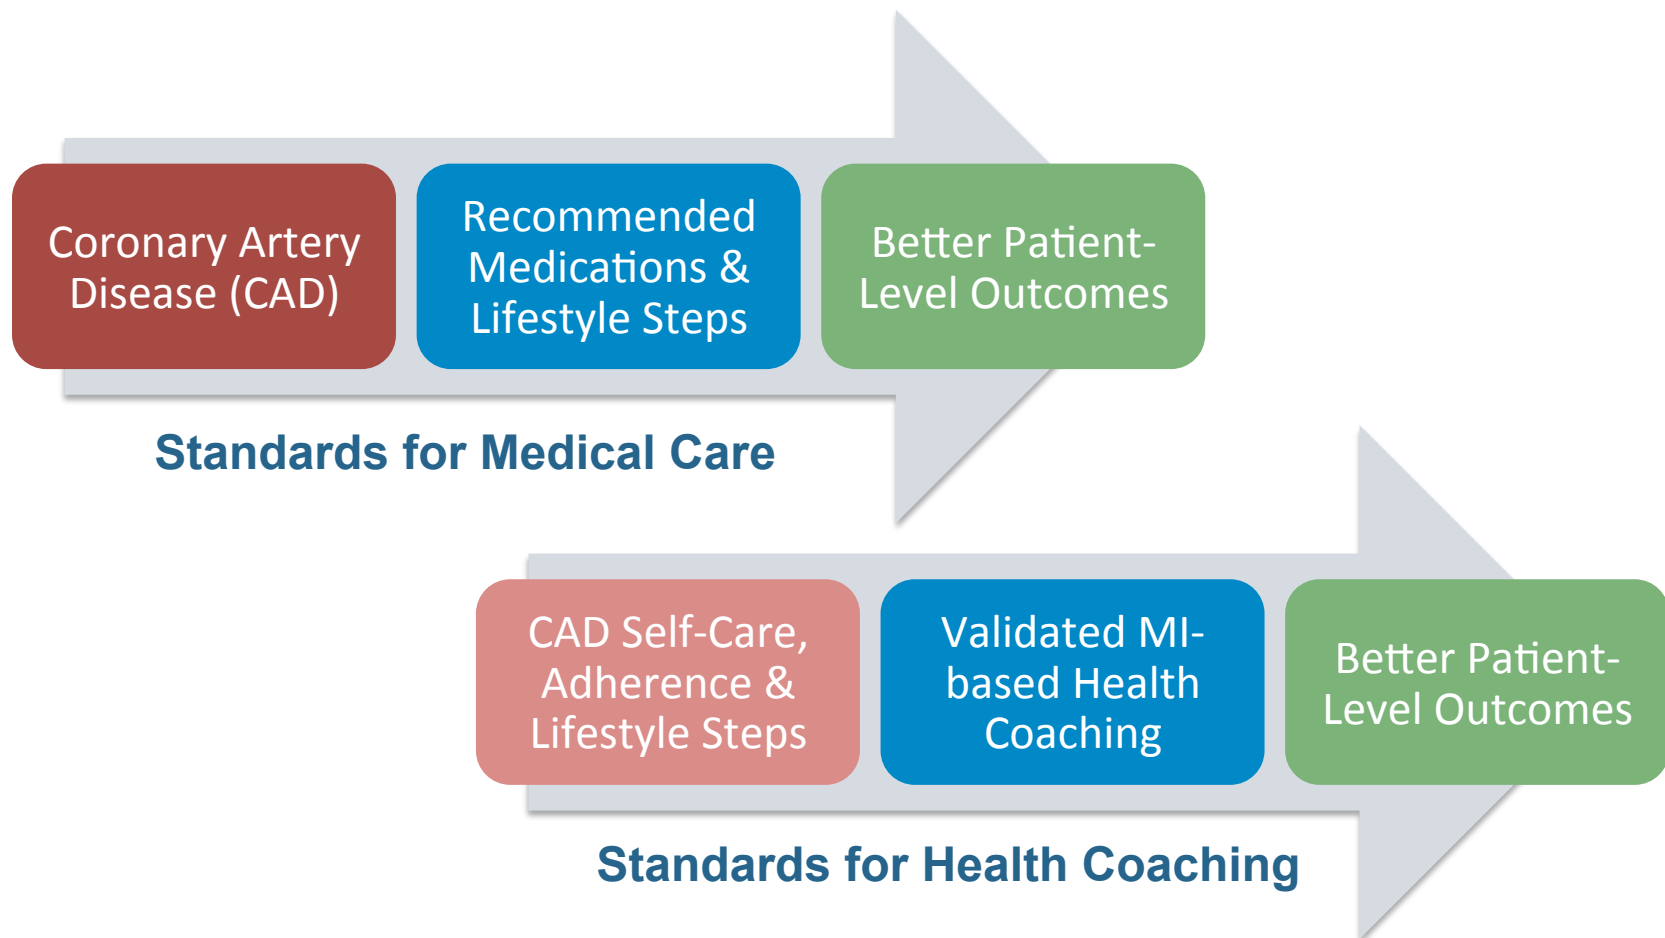 Coronary Artery
Disease (CAD)
Recommended
Medications &
Lifestyle Steps
Better Patient-
Level Outcomes
Standards for Medical Care
CAD Self-Care,
Adherence &
Lifestyle Steps
Validated MI-
based Health
Coaching
Better Patient-
Level Outcomes
Standards for Health Coaching